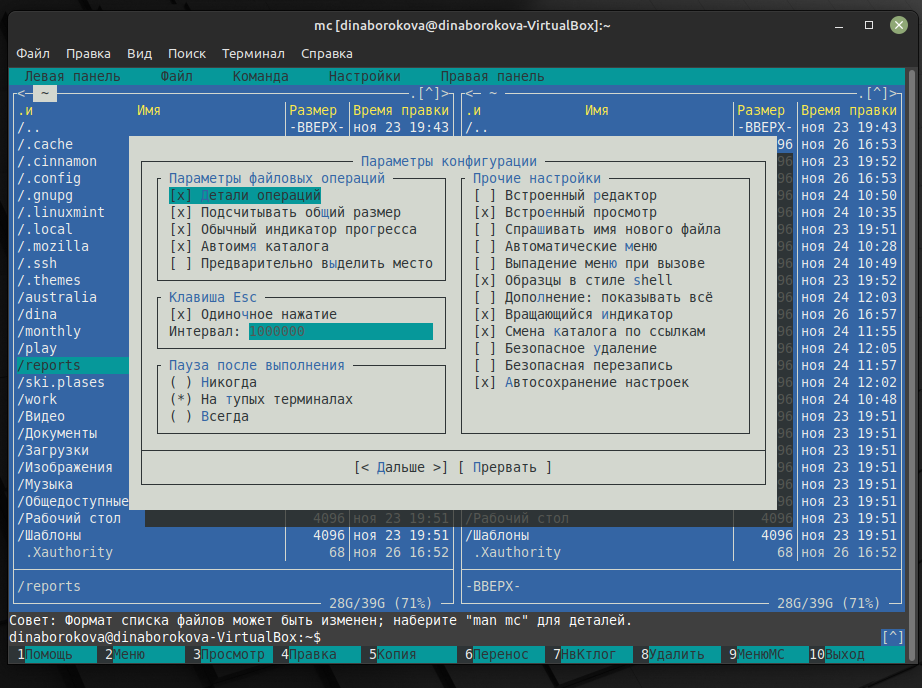 mc [dinaborokova@dinaborokova-VirtualBox]:~
Файл Правка Вид Поиск Терминал Справка
Левая панель Файл Команда Настройки Правая панель
<─ ~ .[^]> <─ ~ .[^]>
.и Имя Размер Время правки .и Имя Размер Время правки
/.. -ВВЕРХ- ноя 23 19:43 /.. -ВВЕРХ- ноя 23 19:43
/.cache 96 ноя 26 16:53
Параметры конфигурации
/.cinnamon 96 ноя 23 19:52
/.config Параметры файловых операций Прочие настройки 96 ноя 26 16:53
/.gnupg [x] Детали операций [ ] Встроенный редактор 96 ноя 24 10:50
/.linuxmint [x] Подсчитывать общий размер [x] Встроенный просмотр 96 ноя 24 10:35
/.local [x] Обычный индикатор прогресса [ ] Спрашивать имя нового файла 96 ноя 23 19:51
/.mozilla [x] Автоимя каталога [ ] Автоматические меню 96 ноя 24 10:28
/.ssh [ ] Предварительно выделить место [ ] Выпадение меню при вызове 96 ноя 24 10:49
/.themes [x] Образцы в стиле shell 96 ноя 23 19:52
/australia Клавиша Esc [ ] Дополнение: показывать всё 96 ноя 24 12:03
/dina [x] Одиночное нажатие [x] Вращающийся индикатор 96 ноя 26 16:57
/monthly Интервал: 1000000 [x] Смена каталога по ссылкам 96 ноя 24 11:55
/play [ ] Безопасное удаление 96 ноя 24 12:05
/reports Пауза после выполнения [ ] Безопасная перезапись 96 ноя 24 11:57
/ski.plases ( ) Никогда [x] Автосохранение настроек 96 ноя 24 12:02
/work (*) На тупых терминалах 96 ноя 24 10:48
/Видео ( ) Всегда 96 ноя 23 19:51
/Документы 96 ноя 23 19:51
/Загрузки 96 ноя 23 19:51
/Изображения [< Дальше >] [ Прервать ] 96 ноя 23 19:51
/Музыка 96 ноя 23 19:51
/Общедоступные 96 ноя 23 19:51
/Рабочий стол 4096 ноя 23 19:51 /Рабочий стол 4096 ноя 23 19:51
/Шаблоны 4096 ноя 23 19:51 /Шаблоны 4096 ноя 23 19:51
.Xauthority 68 ноя 26 16:52 .Xauthority 68 ноя 26 16:52
/reports -ВВЕРХ-
28G/39G (71%) 28G/39G (71%)
Совет: Формат списка файлов может быть изменен; наберите "man mc" для деталей.
dinaborokova@dinaborokova-VirtualBox:~$ [^]
1Помощь 2Меню 3Просмотр 4Правка 5Копия 6Перенос 7НвКтлог 8Удалить 9МенюMC 10Выход